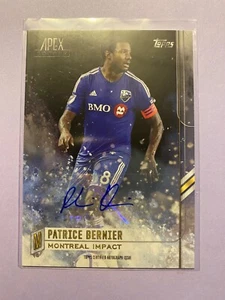 APEX
Topps
BMO
8
PATRICE BERNIER
MONTREAL IMPACT
TOPPS CERTIFIED AUTOGRAPH ISSUE